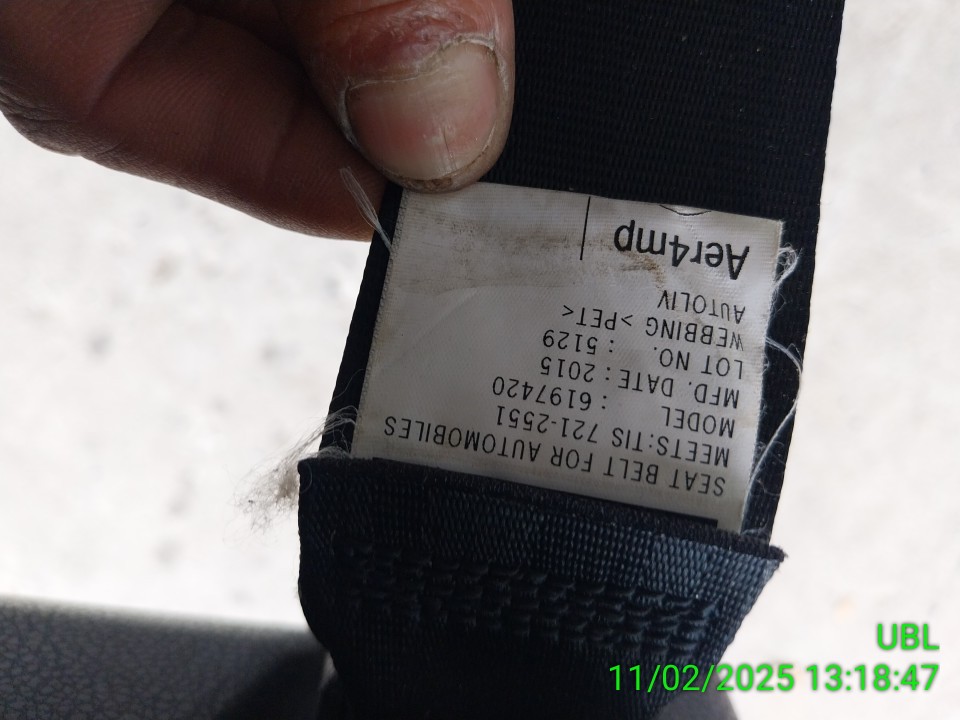 SEAT BELT FOR AUTOMOBILES
MEETS:TIS 721-2551
MODEL : 6197420
MFD. DATE : 2015
LOT NO. : 5129
WEBBING >PET<
AUTOLIV
Aer4mp
UBL
11/02/2025 13:18:47